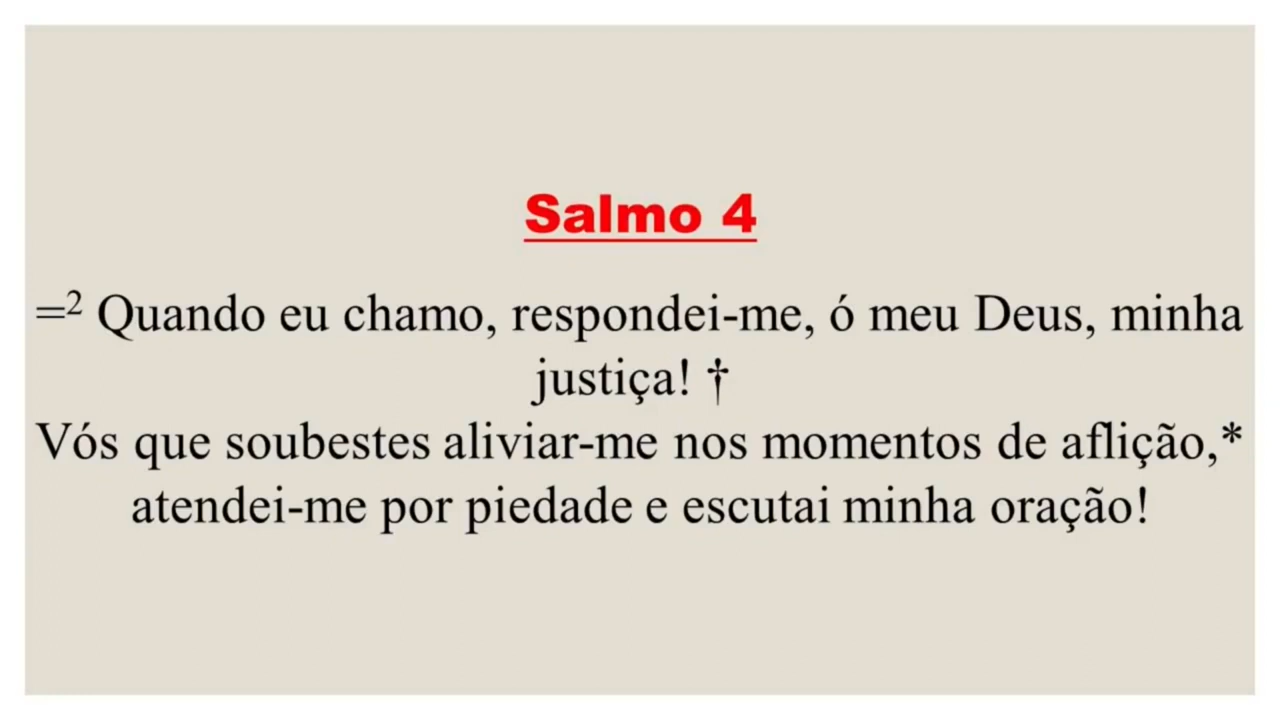 Salmo 4
=² Quando eu chamo, respondei-me, ó meu Deus, minha
justiça! †
Vós que soubestes aliviar-me nos momentos de aflição,*
atendei-me por piedade e escutai minha oração!